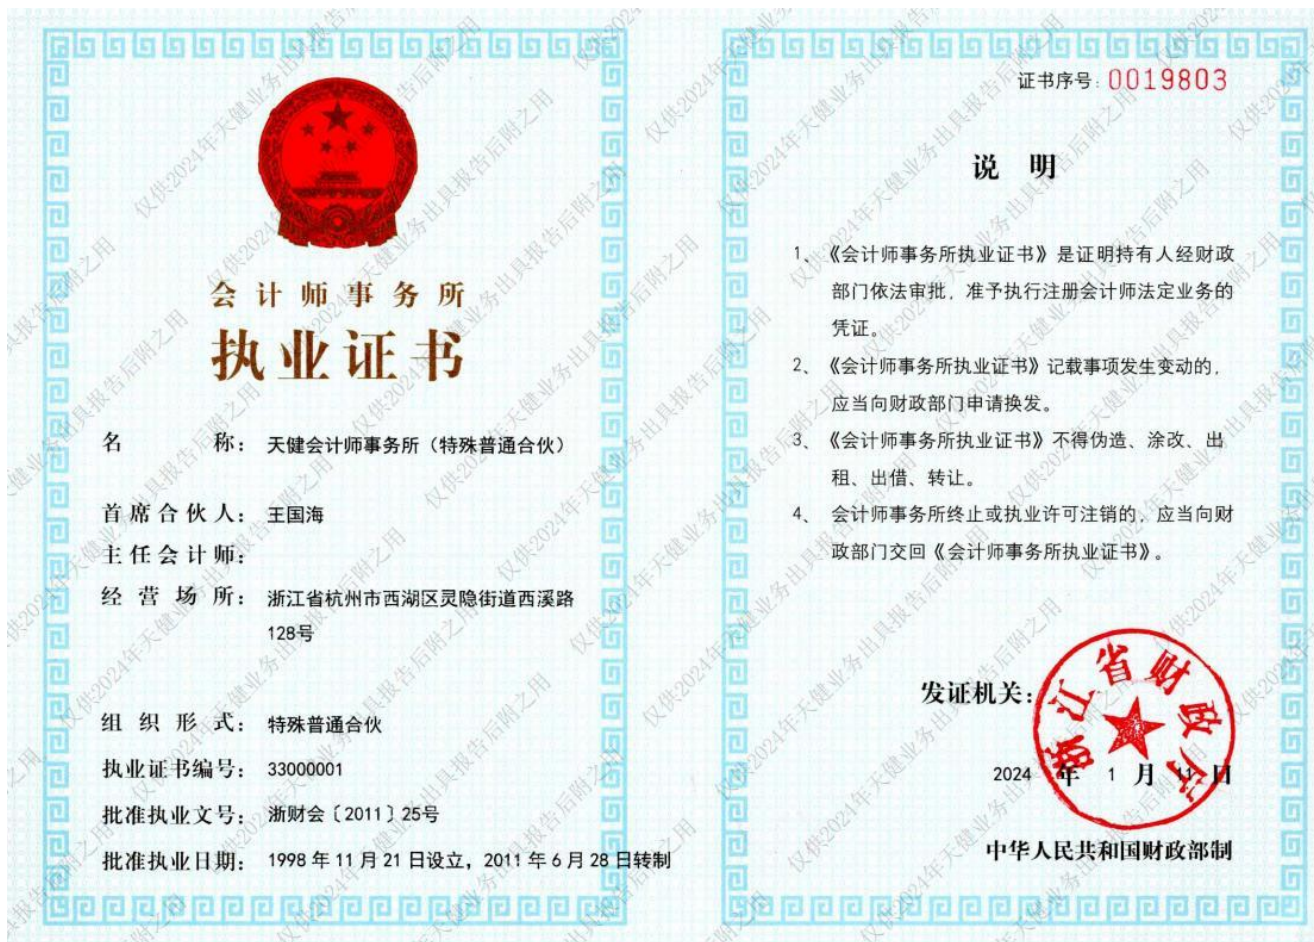 会计师事务所
执业证书
名 称： 天健会计师事务所（特殊普通合伙）
首席合伙人： 王国海
主任会计师：
经营场所： 浙江省杭州市西湖区灵隐街道西溪路
128号
组织形式： 特殊普通合伙
执业证书编号： 33000001
批准执业文号： 浙财会〔2011〕25号
批准执业日期： 1998年11月21日设立，2011年6月28日转制
证书序号：0019803
说 明
1、《会计师事务所执业证书》是证明持有人经财政
部门依法审批，准予执行注册会计师法定业务的
凭证。
2、《会计师事务所执业证书》记载事项发生变动的，
应当向财政部门申请换发。
3、《会计师事务所执业证书》不得伪造、涂改、出
租、出借、转让。
4、会计师事务所终止或执业许可注销的，应当向财
政部门交回《会计师事务所执业证书》。
发证机关：
浙江省财政厅
2024年1月11日
中华人民共和国财政部制
仅供2024年天健业务出具报告后附之用